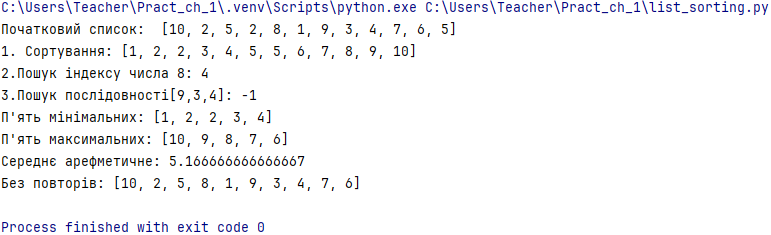 C:\Users\Teacher\Pract_ch_1\.venv\Scripts\python.exe C:\Users\Teacher\Pract_ch_1\list_sorting.py
Початковий список:  [10, 2, 5, 2, 8, 1, 9, 3, 4, 7, 6, 5]
1. Сортування: [1, 2, 2, 3, 4, 5, 5, 6, 7, 8, 9, 10]
2.Пошук індексу числа 8: 4
3.Пошук послідовності[9,3,4]: -1
П'ять мінімальних: [1, 2, 2, 3, 4]
П'ять максимальних: [10, 9, 8, 7, 6]
Середнє арефметичне: 5.166666666666667
Без повторів: [10, 2, 5, 8, 1, 9, 3, 4, 7, 6]
Process finished with exit code 0